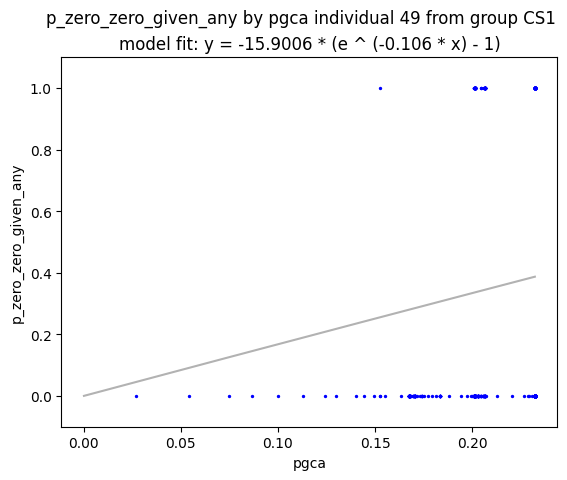 p_zero_zero_given_any by pgca individual 49 from group CS1
model fit: y = -15.9006 * (e ^ (-0.106 * x) - 1)
1.0
0.8
0.6
0.4
0.2
0.0
p_zero_zero_given_any
0.00 0.05 0.10 0.15 0.20
pgca